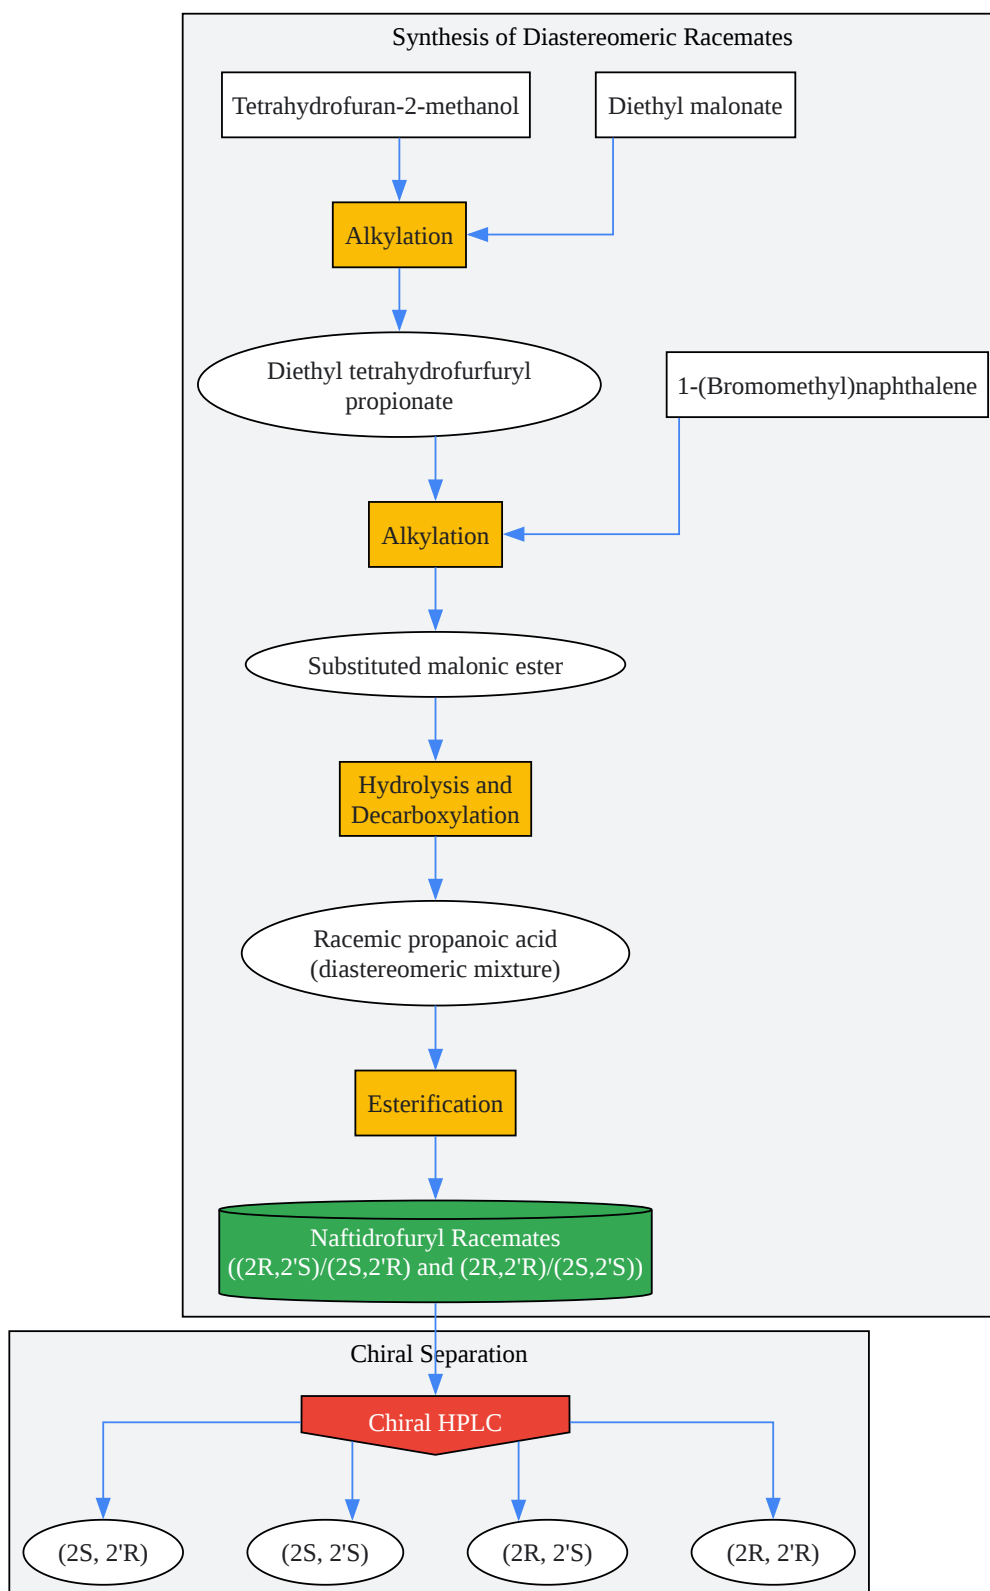 Synthesis of Diastereomeric Racemates
Tetrahydrofuran-2-methanol
Diethyl malonate
Alkylation
Diethyl tetrahydrofurfuryl
propionate
1-(Bromomethyl)naphthalene
Alkylation
Substituted malonic ester
Hydrolysis and
Decarboxylation
Racemic propanoic acid
(diastereomeric mixture)
Esterification
Naftidrofuryl Racemates
((2R,2'S)/(2S,2'R) and (2R,2'R)/(2S,2'S))
Chiral Separation
Chiral HPLC
(2S, 2'R)
(2S, 2'S)
(2R, 2'S)
(2R, 2'R)